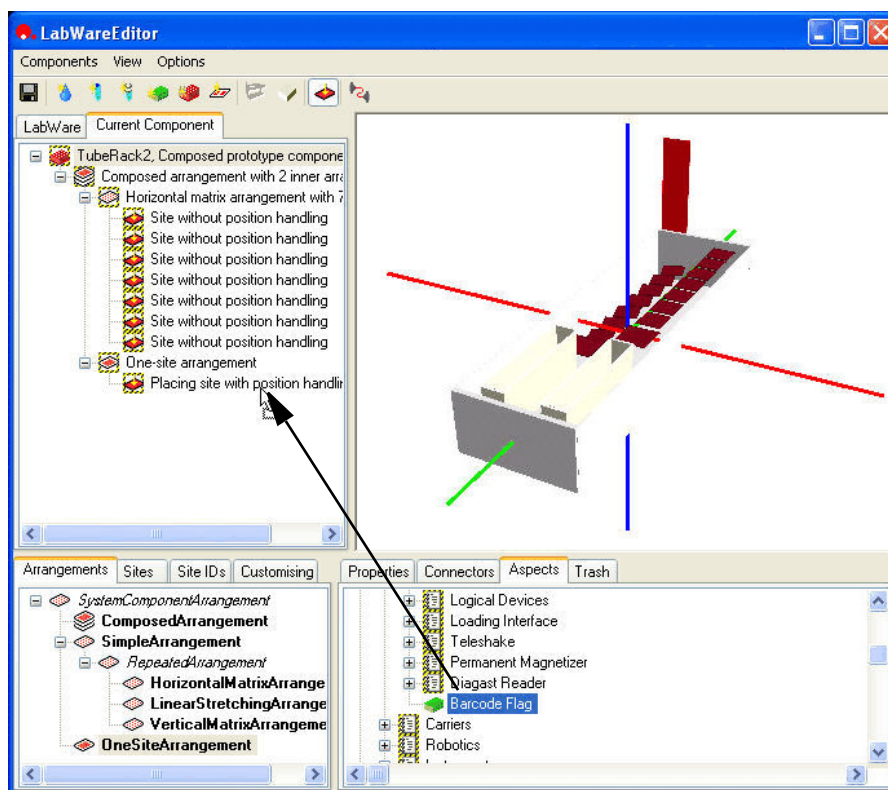 LabWareEditor
Components View Options
LabWare Current Component
TubeRack2, Composed prototype compone
Composed arrangement with 2 inner arra
Horizontal matrix arrangement with 7
Site without position handling
Site without position handling
Site without position handling
Site without position handling
Site without position handling
Site without position handling
Site without position handling
One-site arrangement
Placing site with position handlin
Arrangements Sites Site IDs Customising
SystemComponentArrangement
ComposedArrangement
SimpleArrangement
RepeatedArrangement
HorizontalMatrixArrange
LinearStretchingArrange
VerticalMatrixArrangeme
OneSiteArrangement
Properties Connectors Aspects Trash
Logical Devices
Loading Interface
Teleshake
Permanent Magnetizer
Diagast Reader
Barcode Flag
Carriers
Robotics